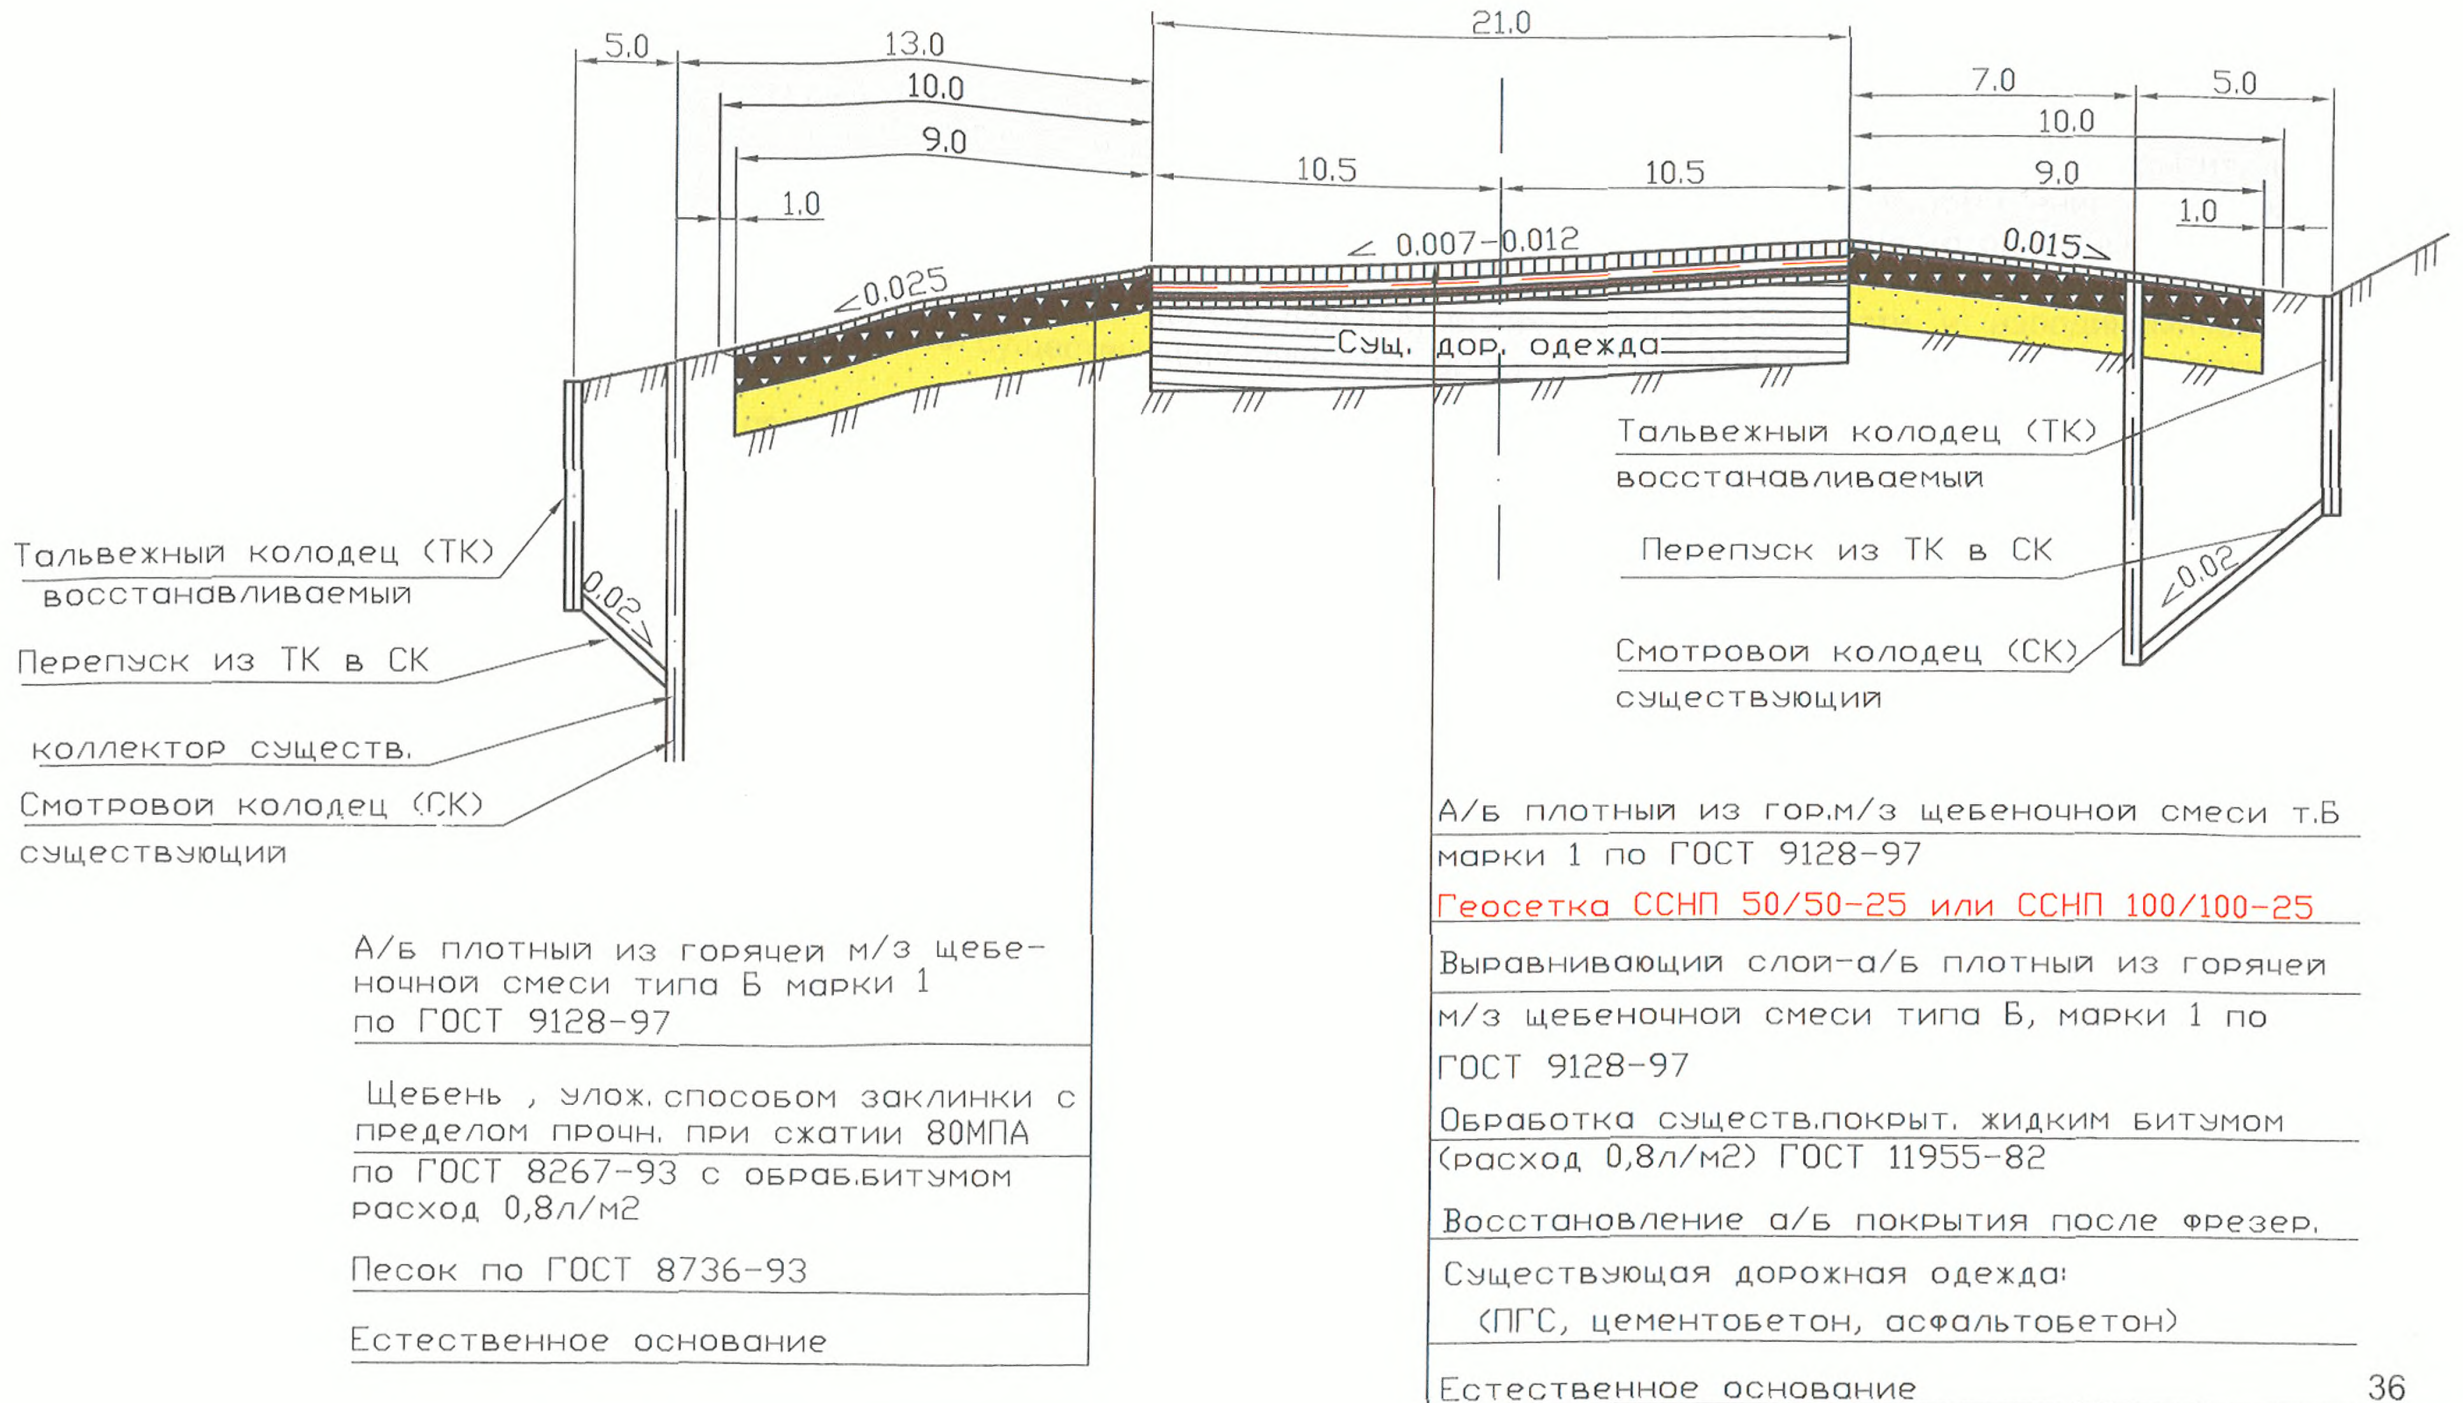 21.0
5.0
13.0
10.0
9.0
1.0
10.5
10.5
7.0
5.0
10.0
9.0
1.0
<0.025
< 0.007-0.012
0.015>
Сущ. дор. одежда
Тальвежный колодец (ТК)
восстанавливаемый
Перепуск из ТК в СК
коллектор существ.
Смотровой колодец (СК)
существующий
0.02>
Тальвежный колодец (ТК)
восстанавливаемый
Перепуск из ТК в СК
<0.02
Смотровой колодец (СК)
существующий
А/Б плотный из горячей м/з щебе-
ночной смеси типа Б марки 1
по ГОСТ 9128-97
Щебень , улож. способом заклинки с
пределом прочн. при сжатии 80МПА
по ГОСТ 8267-93 с обраб.битумом
расход 0,8л/м2
Песок по ГОСТ 8736-93
Естественное основание
А/Б плотный из гор.м/з щебеночной смеси т.Б
марки 1 по ГОСТ 9128-97
Геосетка ССНП 50/50-25 или ССНП 100/100-25
Выравнивающий слой-а/б плотный из горячей
м/з щебеночной смеси типа Б, марки 1 по
ГОСТ 9128-97
Обработка существ.покрыт. жидким битумом
(расход 0,8л/м2) ГОСТ 11955-82
Восстановление а/б покрытия после фрезер.
Существующая дорожная одежда:
(ПГС, цементобетон, асфальтобетон)
Естественное основание
36